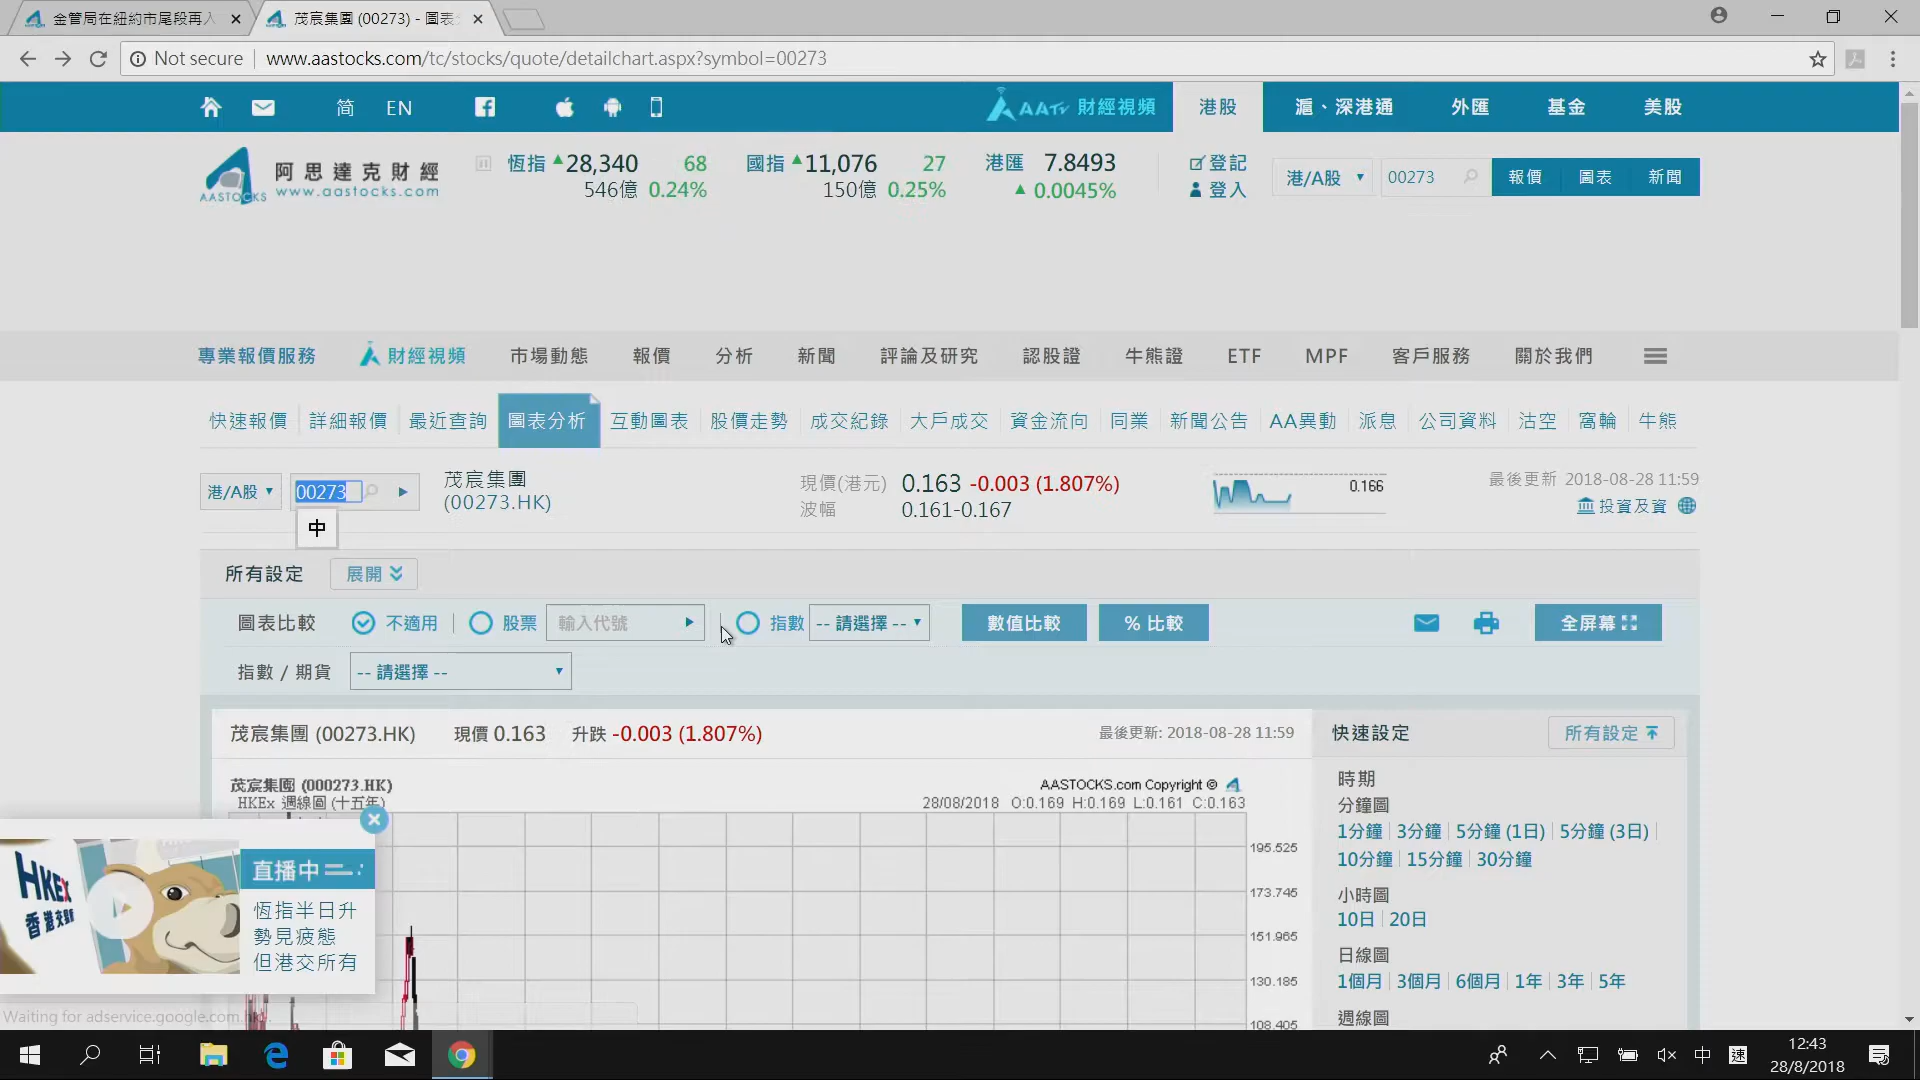 金管局在紐約市尾段再入
茂宸集團 (00273) - 圖表
Not secure
www.aastocks.com/tc/stocks/quote/detailchart.aspx?symbol=00273
简 EN
AATV 財經視頻 港股 滬、深港通 外匯 基金 美股
AASTOCKS
阿思達克財經
www.aastocks.com
恆指 28,340 68
546億 0.24%
國指 11,076 27
150億 0.25%
港匯 7.8493
0.0045%
登記
登入
港/A股 00273 報價 圖表 新聞
專業報價服務 財經視頻 市場動態 報價 分析 新聞 評論及研究 認股證 牛熊證 ETF MPF 客戶服務 關於我們
快速報價 詳細報價 最近查詢 圖表分析 互動圖表 股價走勢 成交紀錄 大戶成交 資金流向 同業 新聞公告 AA異動 派息 公司資料 沽空 窩輪 牛熊
港/A股 00273
中
茂宸集團
(00273.HK)
現價(港元) 0.163 -0.003 (1.807%)
波幅 0.161-0.167
0.166
最後更新 2018-08-28 11:59
投資及資
所有設定 展開
圖表比較 不適用 股票 輸入代號 指數 -- 請選擇 -- 數值比較 % 比較 全屏幕
指數 / 期貨 -- 請選擇 --
茂宸集團 (00273.HK) 現價 0.163 升跌 -0.003 (1.807%) 最後更新: 2018-08-28 11:59
茂宸集團 (000273.HK)
HKEx 週線圖 (十五年)
AASTOCKS.com Copyright ©
28/08/2018 O:0.169 H:0.169 L:0.161 C:0.163
195.525
173.745
151.965
130.185
108.405
快速設定 所有設定
時期
分鐘圖
1分鐘 3分鐘 5分鐘 (1日) 5分鐘 (3日)
10分鐘 15分鐘 30分鐘
小時圖
10日 20日
日線圖
1個月 3個月 6個月 1年 3年 5年
週線圖
HKEX
香港交易所
直播中
恆指半日升
勢見疲態
但港交所有
Waiting for adservice.google.com.hk...
中 速
12:43
28/8/2018